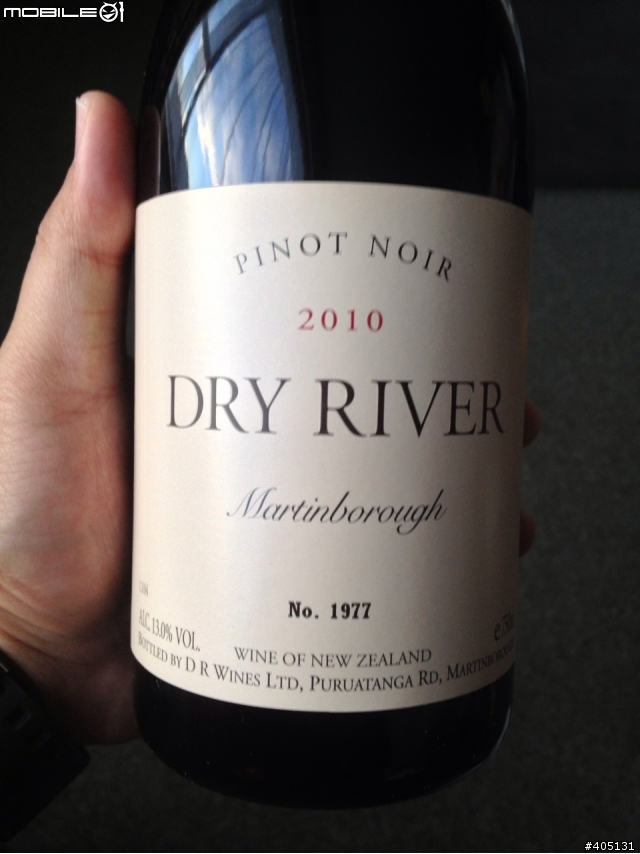 MOBILE01
PINOT NOIR
2010
DRY RIVER
Martinborough
No. 1977
ALC. 13.0% VOL.
WINE OF NEW ZEALAND
BOTTLED BY D R WINES LTD, PURUATANGA RD, MARTINBOROUGH
#405131